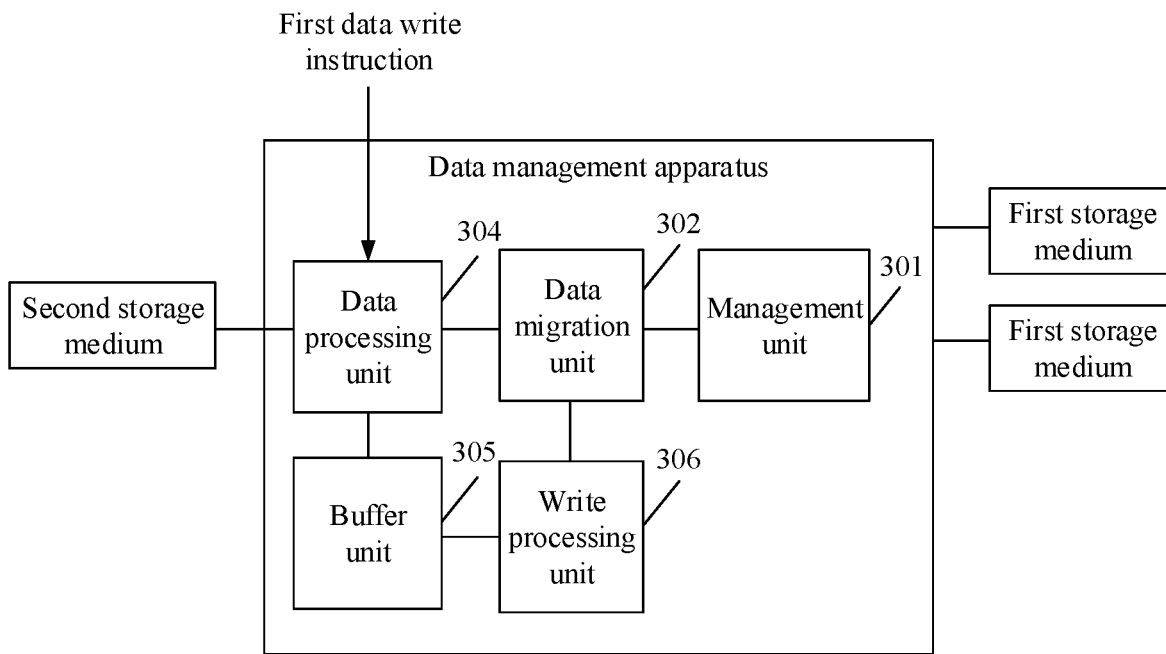 First data write
instruction
Data management apparatus
304
302
301
Second storage
medium
Data
processing
unit
Data
migration
unit
Management
unit
First storage
medium
First storage
medium
305
306
Buffer
unit
Write
processing
unit